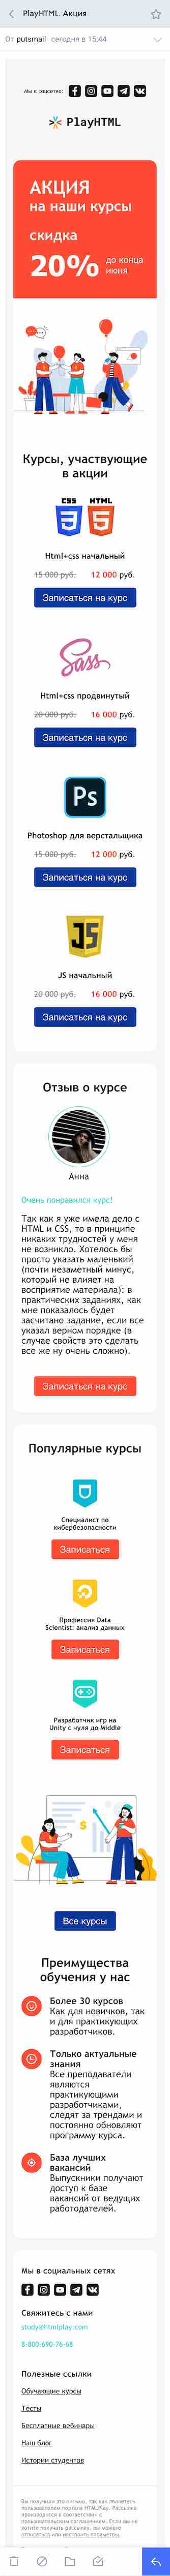 PlayHTML. Акция
От putsmail сегодня в 15:44
Мы в соцсетях:
PlayHTML
АКЦИЯ
на наши курсы
скидка
20% до конца
июня
Курсы, участвующие
в акции
CSS HTML
Html+css начальный
15 000 руб. 12 000 руб.
Записаться на курс
Sass
Html+css продвинутый
20 000 руб. 16 000 руб.
Записаться на курс
Ps
Photoshop для верстальщика
15 000 руб. 12 000 руб.
Записаться на курс
JS
JS начальный
20 000 руб. 16 000 руб.
Записаться на курс
Отзыв о курсе
Анна
Очень понравился курс!
Так как я уже имела дело с
HTML и CSS, то в принципе
никаких трудностей у меня
не возникло. Хотелось бы
просто указать маленький
(почти незаметный минус,
который не влияет на
восприятие материала): в
практических заданиях, как
мне показалось будет
засчитано задание, если все
указал верном порядке (в
случае свойств это сделать
все же ну очень сложно).
Записаться на курс
Популярные курсы
Специалист по
кибербезопасности
Записаться
Профессия Data
Scientist: анализ данных
Записаться
Разработчик игр на
Unity с нуля до Middle
Записаться
Все курсы
Преимущества
обучения у нас
Более 30 курсов
Как для новичков, так
и для практикующих
разработчиков.
Только актуальные
знания
Все преподаватели
являются
практикующими
разработчиками,
следят за трендами и
постоянно обновляют
программу курса.
База лучших
вакансий
Выпускники получают
доступ к базе
вакансий от ведущих
работодателей.
Мы в социальных сетях
Свяжитесь с нами
study@htmlplay.com
8-800-690-76-68
Полезные ссылки
Обучающие курсы
Тесты
Бесплатные вебинары
Наш блог
Истории студентов
Вы получили это письмо, так как являетесь
пользователем портала HTMLPlay. Рассылка
производится в соответствии с
пользовательским соглашением. Если вы не
хотите получать рассылку, вы можете
отписаться или настроить параметры.